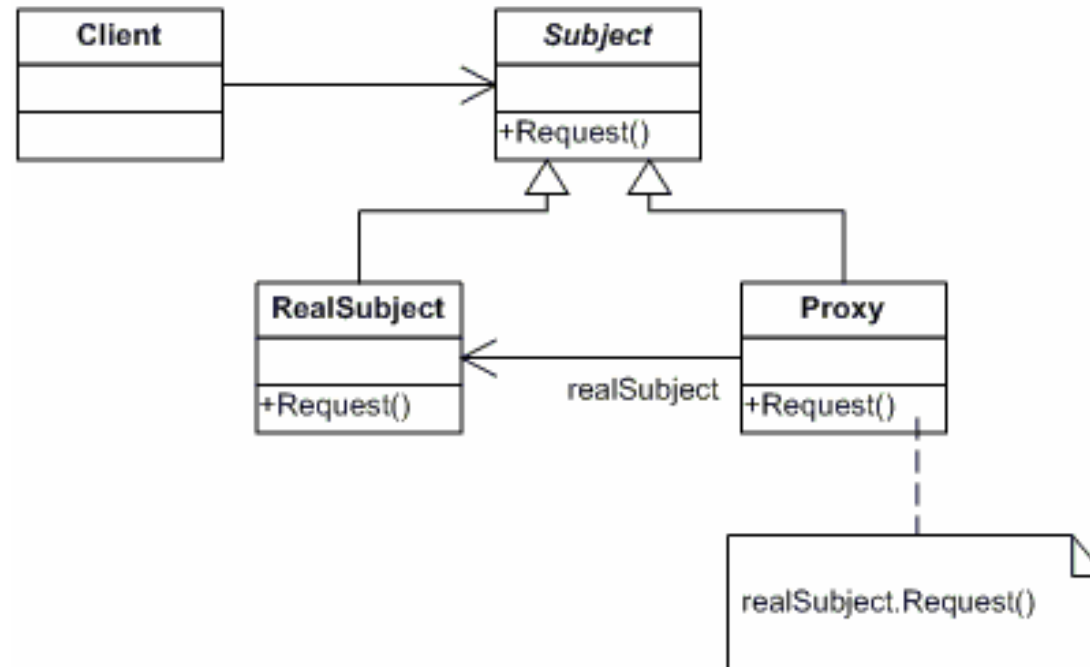 Client
Subject
+Request()
RealSubject
Proxy
+Request()
realSubject
+Request()
realSubject.Request()